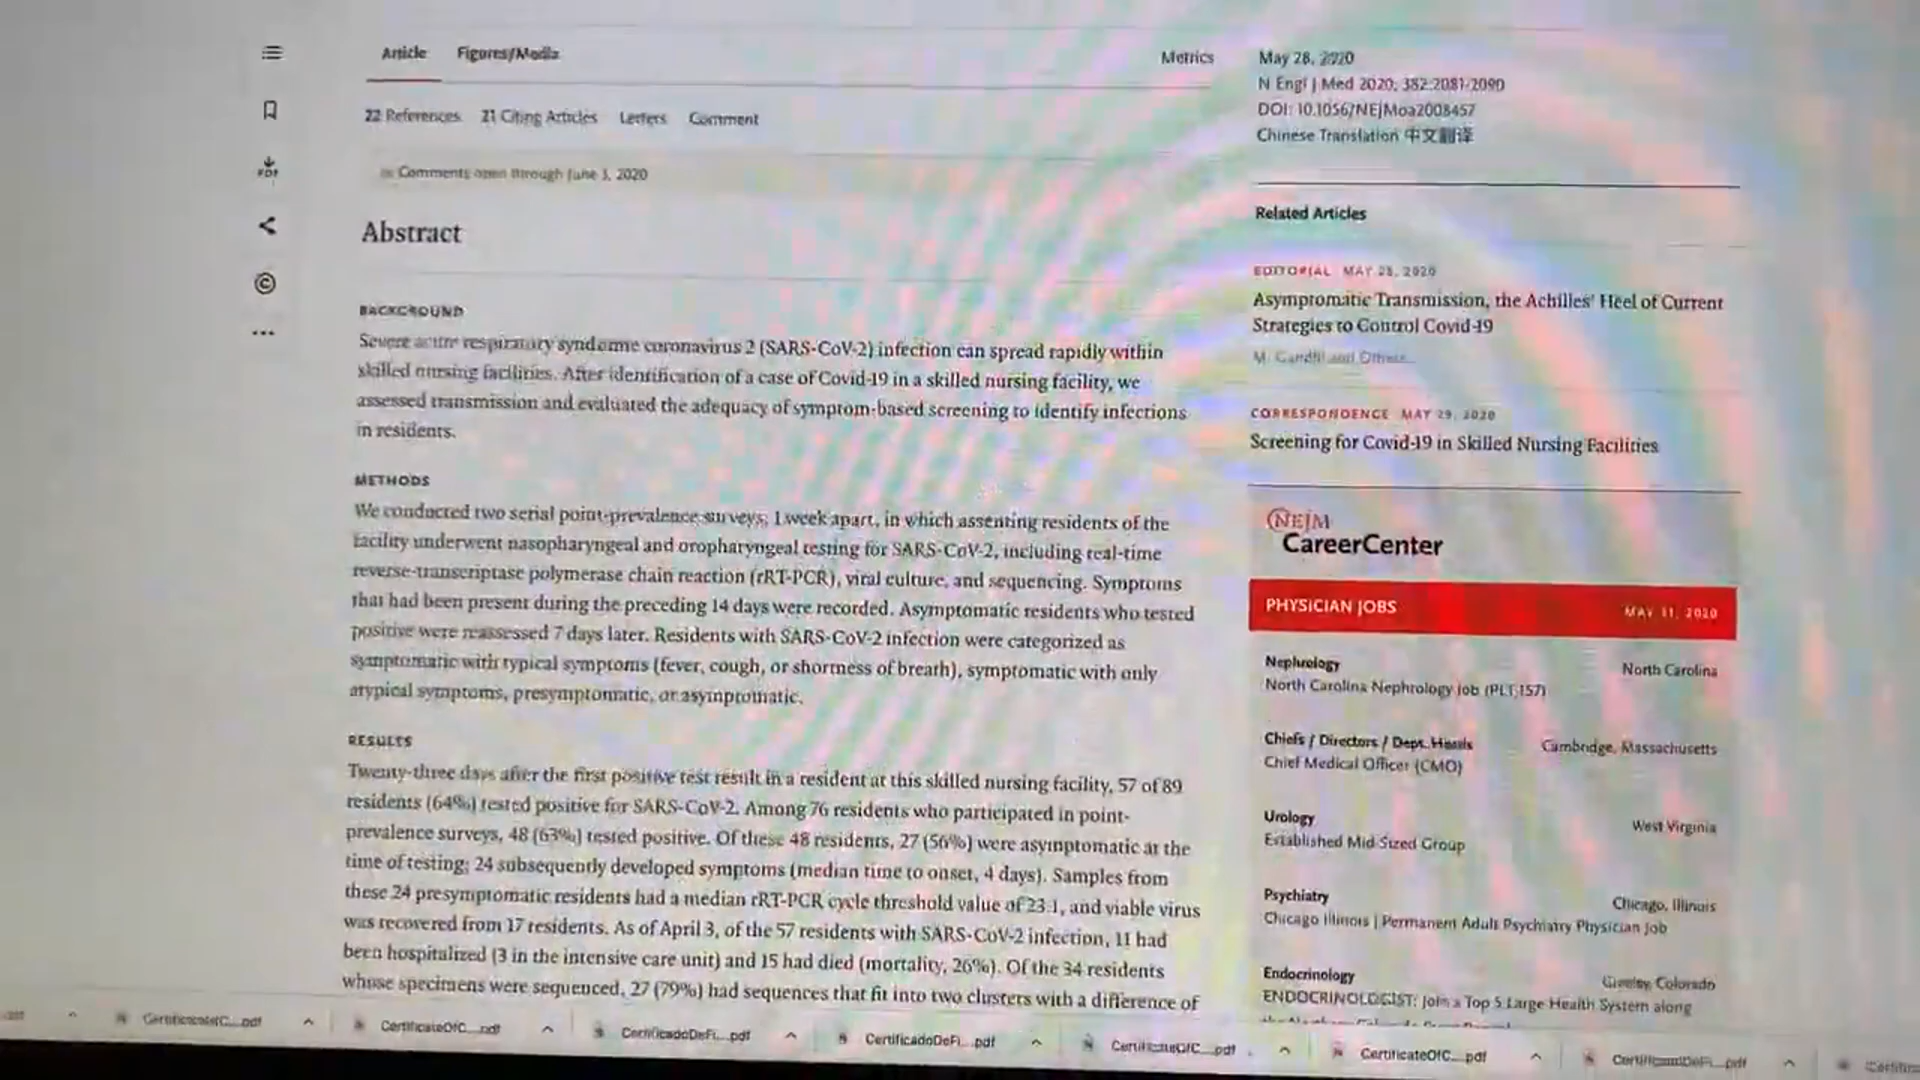 Article Figures/Media Metrics
22 References 21 Citing Articles Letters Comment
Comments open through June 3, 2020
Abstract
BACKGROUND
Severe acute respiratory syndrome coronavirus 2 (SARS-CoV-2) infection can spread rapidly within
skilled nursing facilities. After identification of a case of Covid-19 in a skilled nursing facility, we
assessed transmission and evaluated the adequacy of symptom-based screening to identify infections
in residents.
METHODS
We conducted two serial point-prevalence surveys, 1 week apart, in which assenting residents of the
facility underwent nasopharyngeal and oropharyngeal testing for SARS-CoV-2, including real-time
reverse-transcriptase polymerase chain reaction (rRT-PCR), viral culture, and sequencing. Symptoms
that had been present during the preceding 14 days were recorded. Asymptomatic residents who tested
positive were reassessed 7 days later. Residents with SARS-CoV-2 infection were categorized as
symptomatic with typical symptoms (fever, cough, or shortness of breath), symptomatic with only
atypical symptoms, presymptomatic, or asymptomatic.
RESULTS
Twenty-three days after the first positive test result in a resident at this skilled nursing facility, 57 of 89
residents (64%) tested positive for SARS-CoV-2. Among 76 residents who participated in point-
prevalence surveys, 48 (63%) tested positive. Of these 48 residents, 27 (56%) were asymptomatic at the
time of testing; 24 subsequently developed symptoms (median time to onset, 4 days). Samples from
these 24 presymptomatic residents had a median rRT-PCR cycle threshold value of 23.1, and viable virus
was recovered from 17 residents. As of April 3, of the 57 residents with SARS-CoV-2 infection, 11 had
been hospitalized (3 in the intensive care unit) and 15 had died (mortality, 26%). Of the 34 residents
whose specimens were sequenced, 27 (79%) had sequences that fit into two clusters with a difference of
May 28, 2020
N Engl J Med 2020; 382:2081-2090
DOI: 10.1056/NEJMoa2008457
Chinese Translation 中文翻译
Related Articles
EDITORIAL MAY 28, 2020
Asymptomatic Transmission, the Achilles' Heel of Current
Strategies to Control Covid-19
M. Gandhi and Others
CORRESPONDENCE MAY 29, 2020
Screening for Covid-19 in Skilled Nursing Facilities
NEJM
CareerCenter
PHYSICIAN JOBS MAY 31, 2020
Nephrology North Carolina
North Carolina Nephrology Job (PLT,157)
Chiefs / Directors / Dept. Heads Cambridge, Massachusetts
Chief Medical Officer (CMO)
Urology West Virginia
Established Mid Sized Group
Psychiatry Chicago, Illinois
Chicago Illinois | Permanent Adult Psychiatry Physician Job
Endocrinology Greeley, Colorado
ENDOCRINOLOGIST: Join a Top 5 Large Health System along
CertificateOfC....pdf CertificateOfC....pdf CertificadoDeFi....pdf CertificadoDeFi....pdf CertificateOfC....pdf CertificateOfC....pdf CertificadoDeFi....pdf